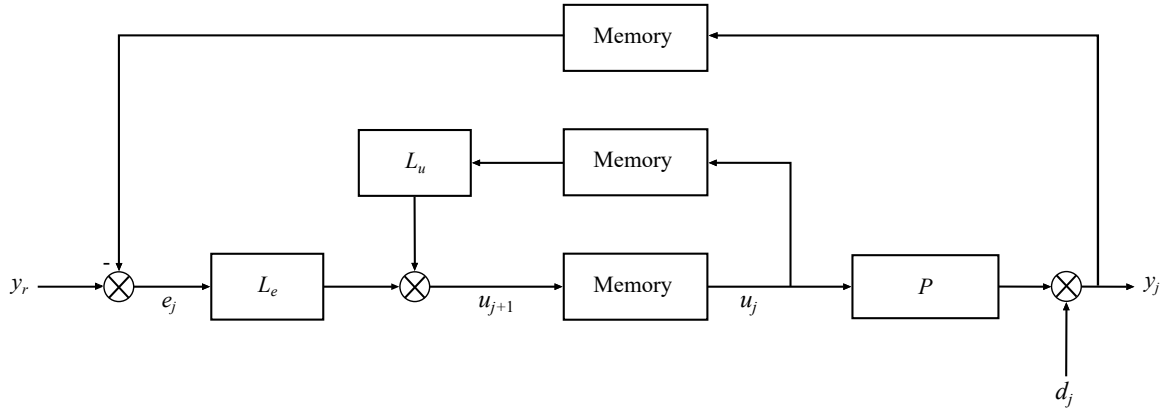 Memory
L_u
Memory
-
y_r
e_j
L_e
u_{j+1}
Memory
u_j
P
y_j
d_j